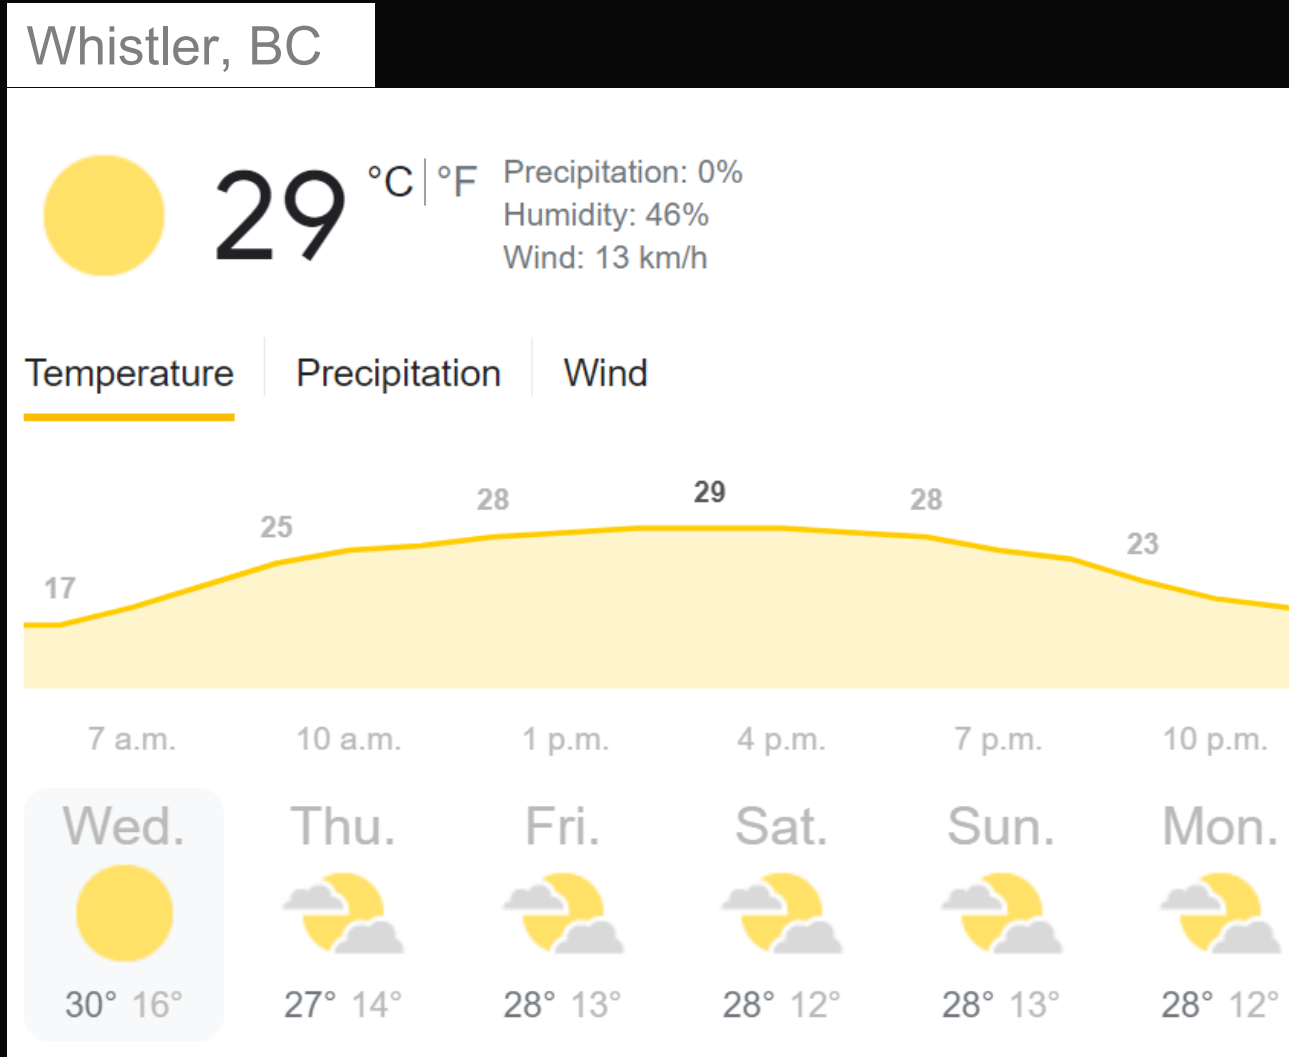 Whistler, BC
29 °C | °F
Precipitation: 0%
Humidity: 46%
Wind: 13 km/h
Temperature Precipitation Wind
17 25 28 29 28 23
7 a.m. 10 a.m. 1 p.m. 4 p.m. 7 p.m. 10 p.m.
Wed. Thu. Fri. Sat. Sun. Mon.
30° 16° 27° 14° 28° 13° 28° 12° 28° 13° 28° 12°